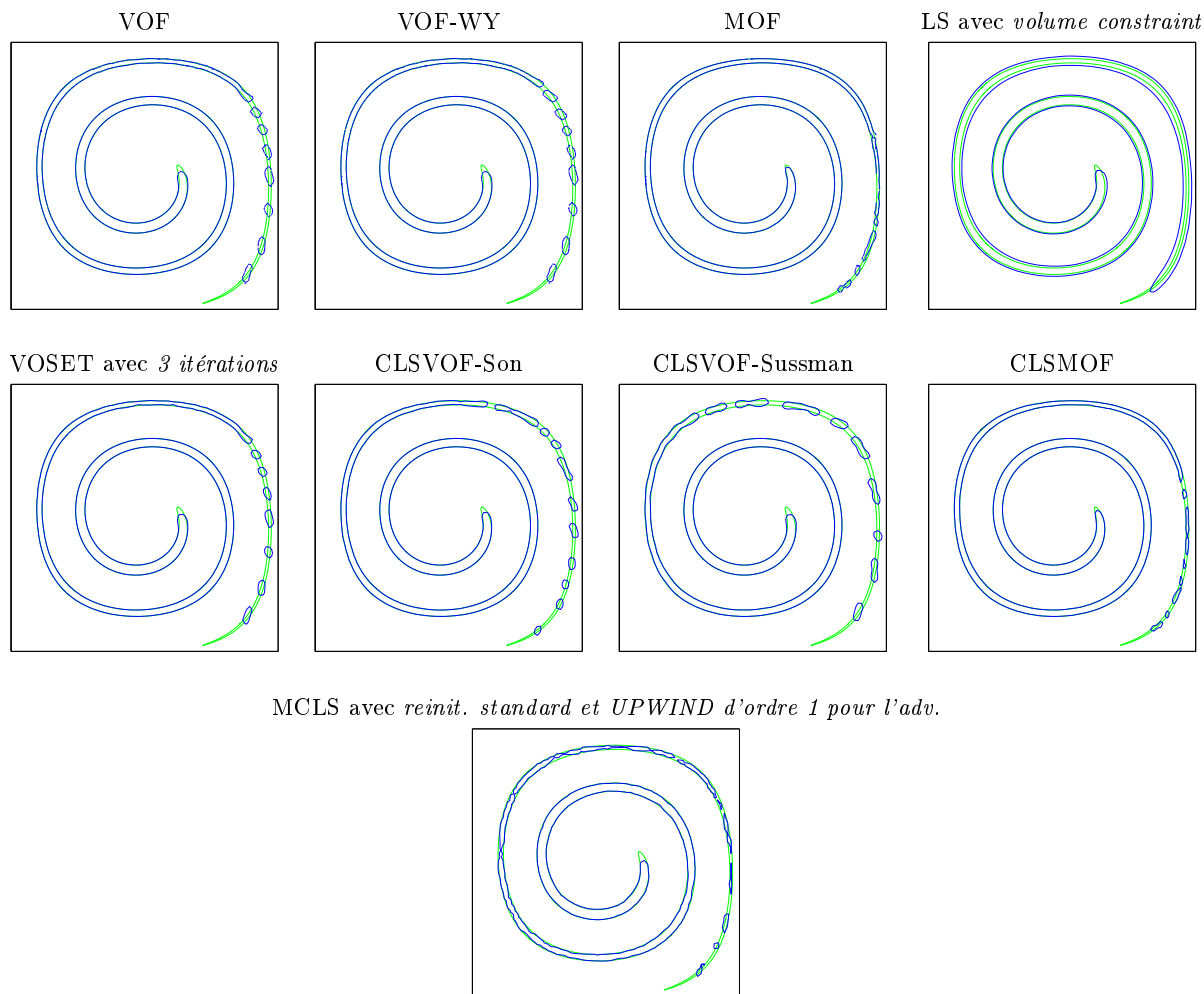 VOF
VOF-WY
MOF
LS avec volume constraint
VOSET avec 3 itérations
CLSVOF-Son
CLSVOF-Sussman
CLSMOF
MCLS avec reinit. standard et UPWIND d'ordre 1 pour l'adv.